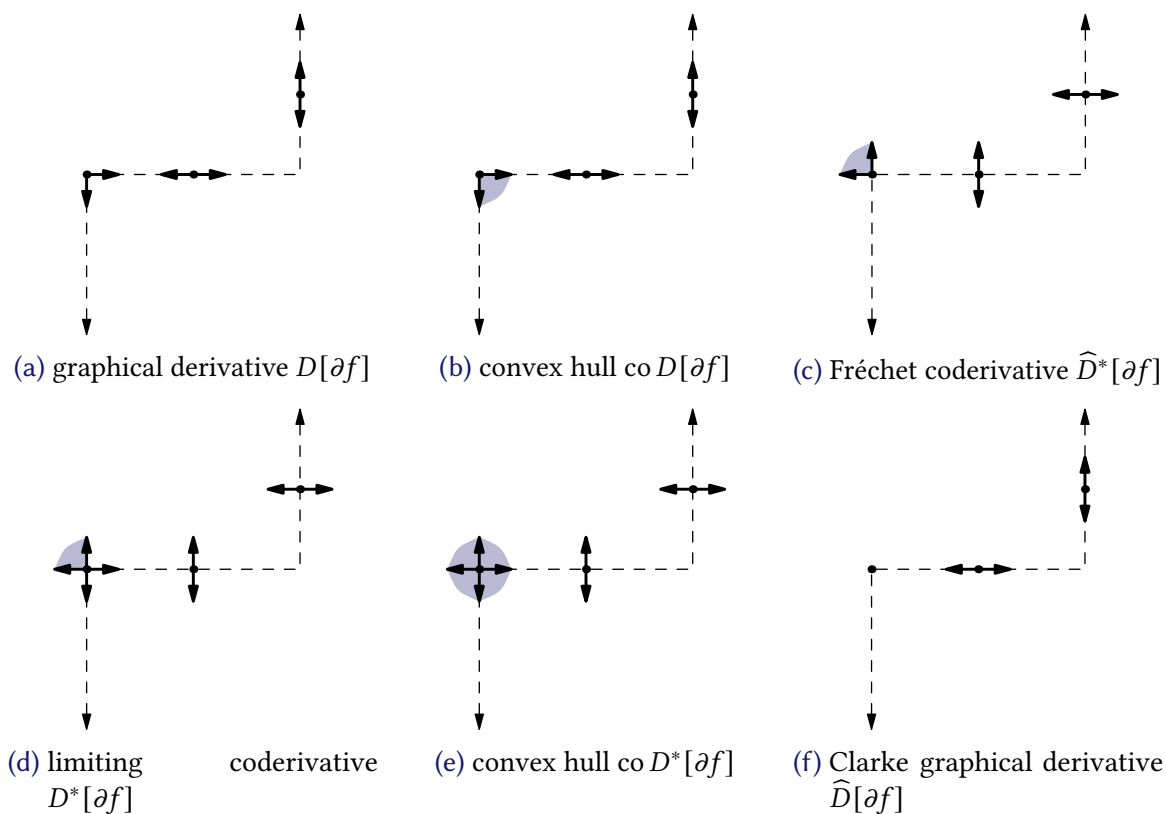 (a) graphical derivative D[∂f]
(b) convex hull co D[∂f]
(c) Fréchet coderivative D̂*[∂f]
(d) limiting coderivative
D*[∂f]
(e) convex hull co D*[∂f]
(f) Clarke graphical derivative
D̂[∂f]